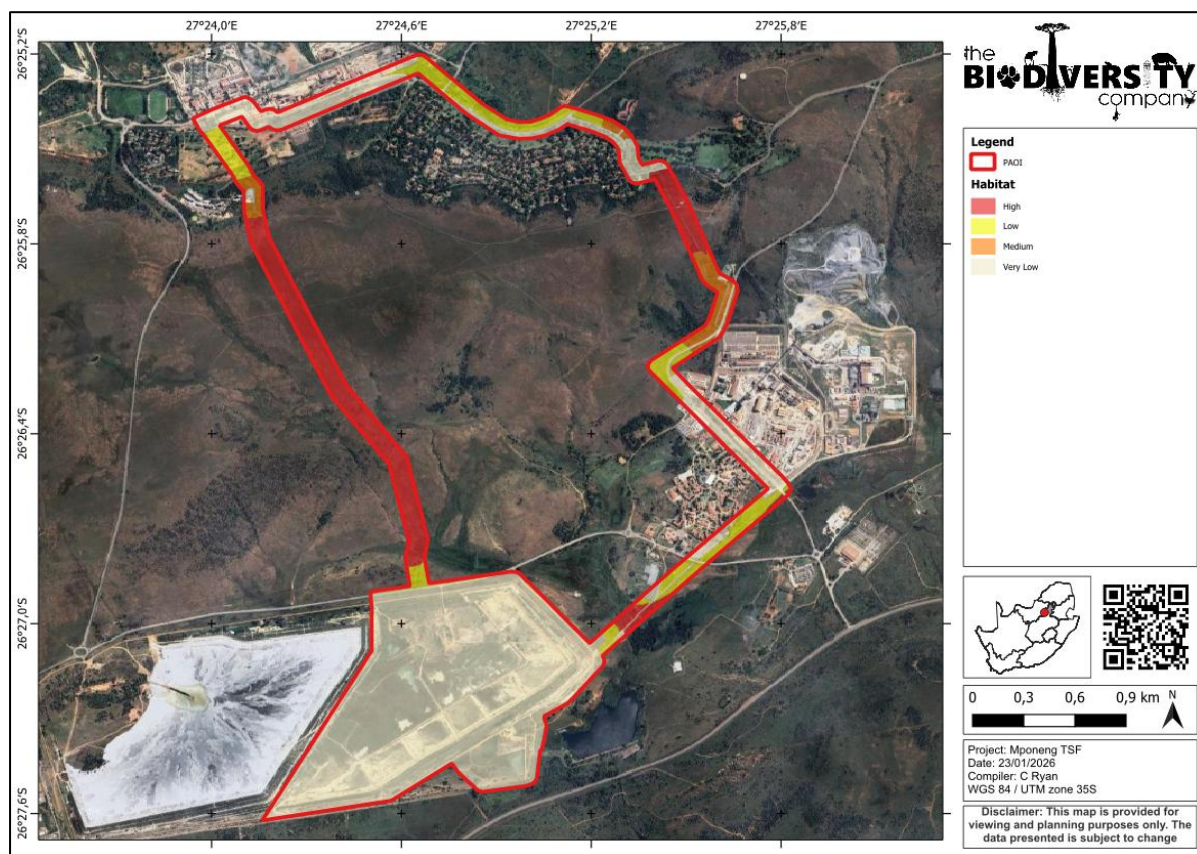 27°24,0'E 27°24,6'E 27°25,2'E 27°25,8'E
26°25,2'S
26°25,8'S
26°26,4'S
26°27,0'S
26°27,6'S
the
BIODIVERSITY
company
Legend
PAOI
Habitat
High
Low
Medium
Very Low
0 0,3 0,6 0,9 km
N
Project: Mponeng TSF
Date: 23/01/2026
Compiler: C Ryan
WGS 84 / UTM zone 35S
Disclaimer: This map is provided for
viewing and planning purposes only. The
data presented is subject to change